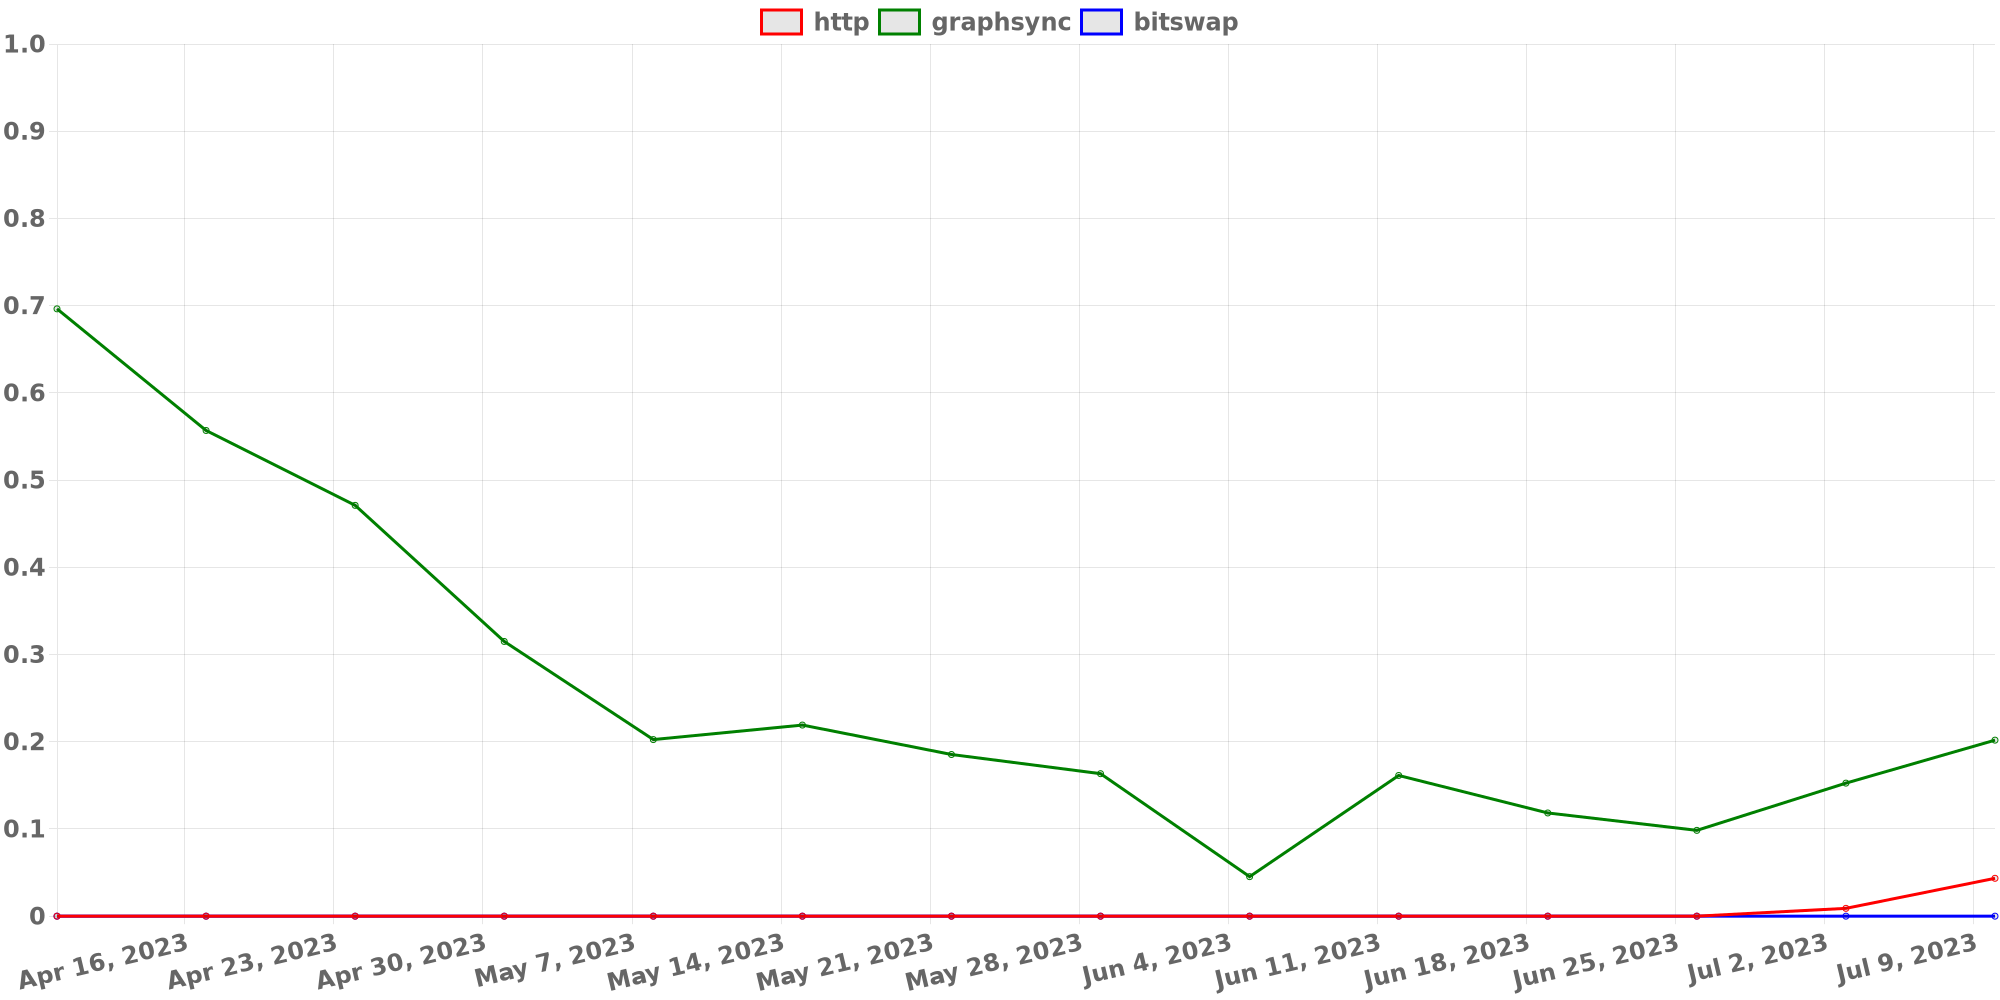 http graphsync bitswap
1.0
0.9
0.8
0.7
0.6
0.5
0.4
0.3
0.2
0.1
0
Apr 16, 2023
Apr 23, 2023
Apr 30, 2023
May 7, 2023
May 14, 2023
May 21, 2023
May 28, 2023
Jun 4, 2023
Jun 11, 2023
Jun 18, 2023
Jun 25, 2023
Jul 2, 2023
Jul 9, 2023